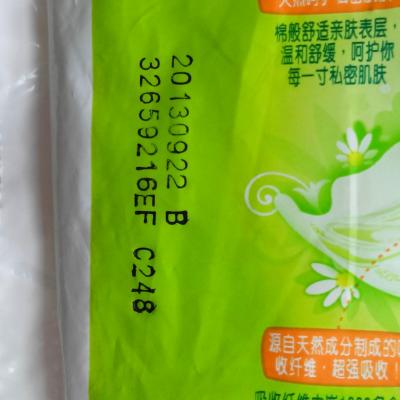 棉般舒适亲肤表层，
温和舒缓，呵护你
每一寸私密肌肤
20130922 B
32659216EF C248
源自天然成分制成的
收纤维，超强吸收！